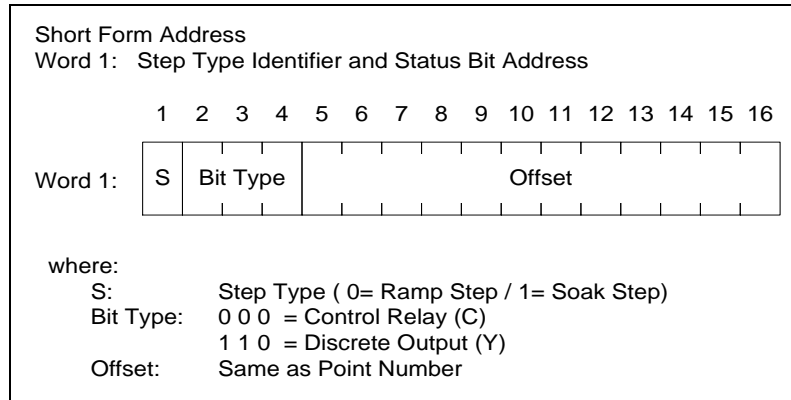 Short Form Address
Word 1: Step Type Identifier and Status Bit Address
1 2 3 4 5 6 7 8 9 10 11 12 13 14 15 16
Word 1: S Bit Type Offset
where:
S: Step Type ( 0= Ramp Step / 1= Soak Step)
Bit Type: 0 0 0 = Control Relay (C)
1 1 0 = Discrete Output (Y)
Offset: Same as Point Number